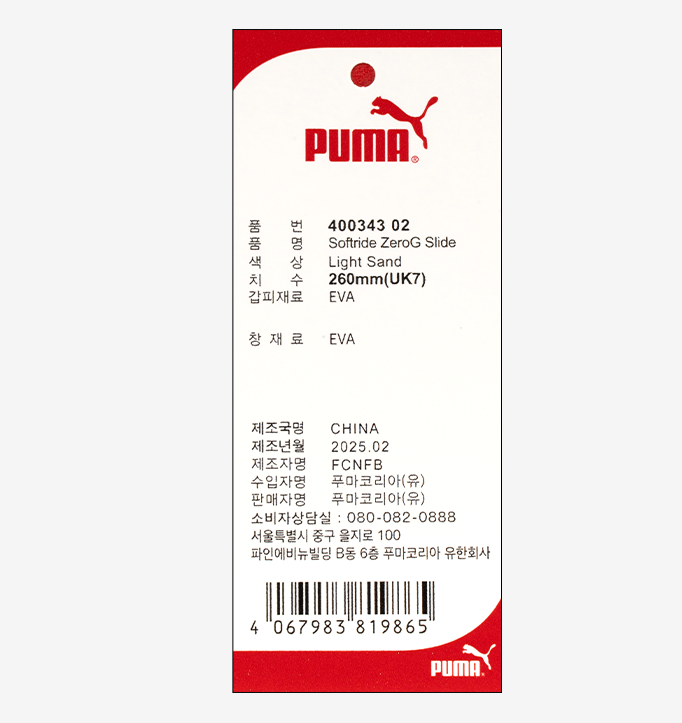 PUMA®
품 번 400343 02
품 명 Softride ZeroG Slide
색 상 Light Sand
치 수 260mm(UK7)
갑피재료 EVA
창 재 료 EVA
제조국명 CHINA
제조년월 2025.02
제조자명 FCNFB
수입자명 푸마코리아(유)
판매자명 푸마코리아(유)
소비자상담실 : 080-082-0888
서울특별시 중구 을지로 100
파인에비뉴빌딩 B동 6층 푸마코리아 유한회사
4 067983 819865
PUMA